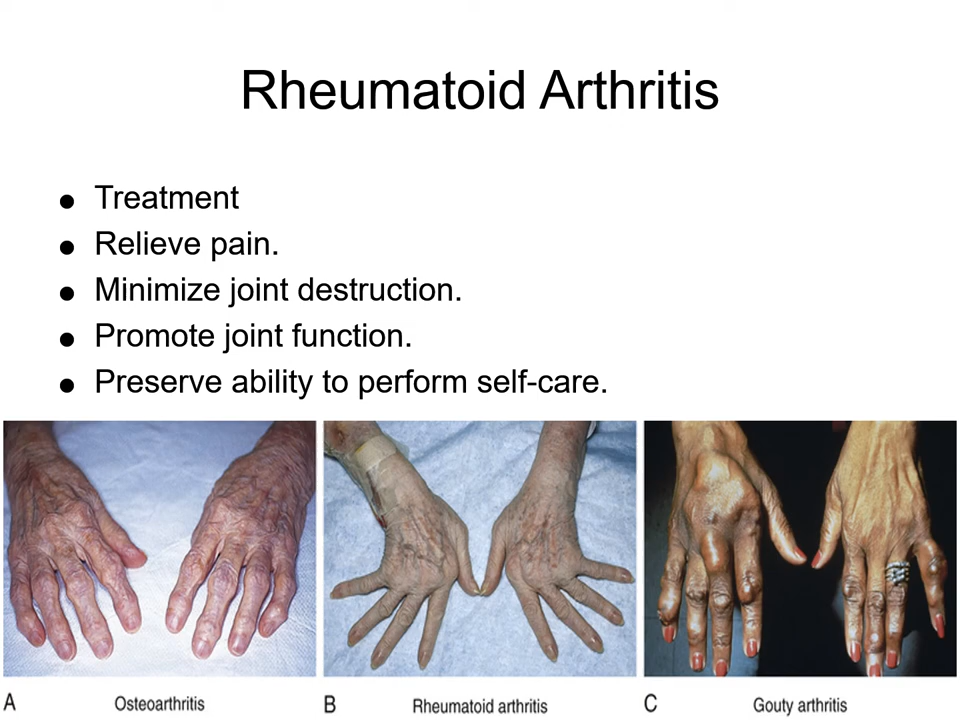 Rheumatoid Arthritis
● Treatment
● Relieve pain.
● Minimize joint destruction.
● Promote joint function.
● Preserve ability to perform self-care.
A Osteoarthritis
B Rheumatoid arthritis
C Gouty arthritis